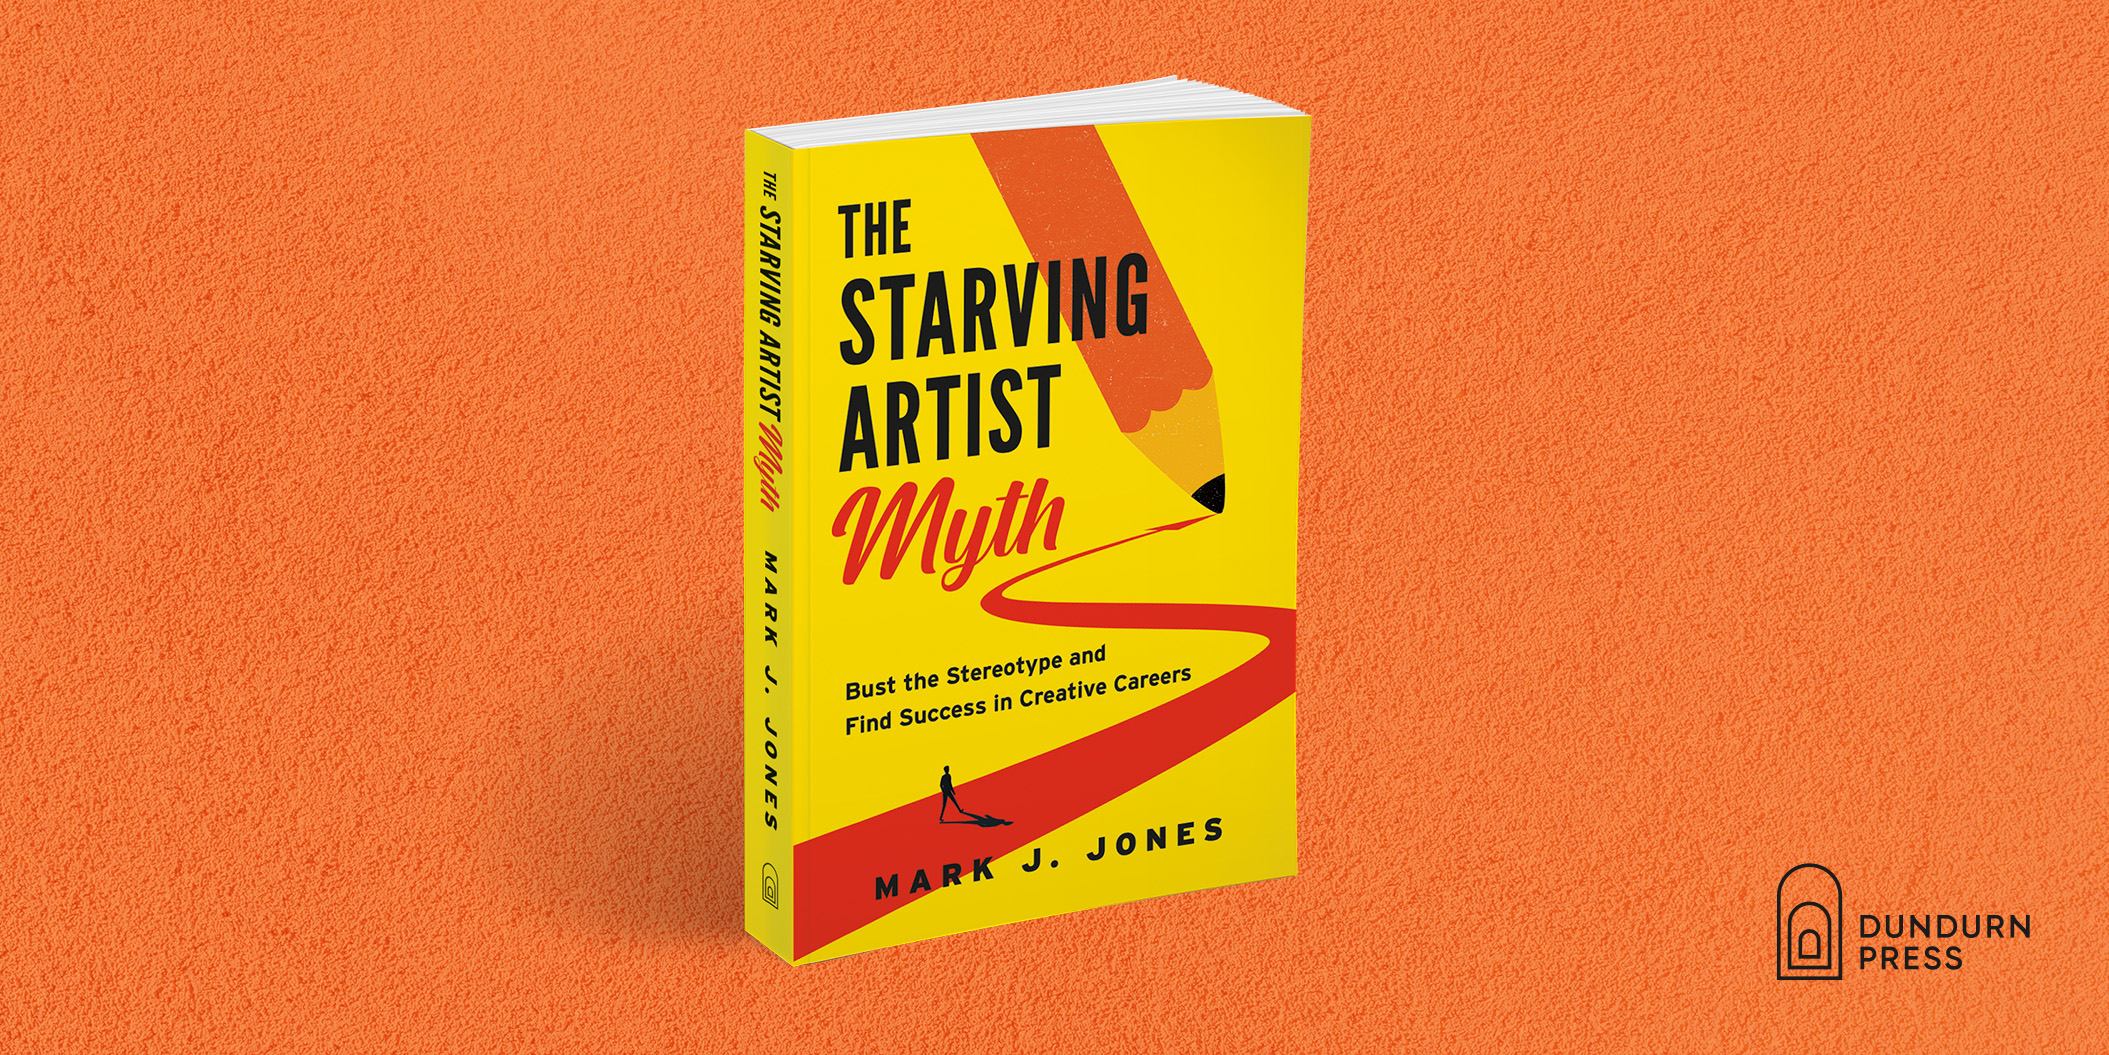 THE STARVING ARTIST Myth MARK J. JONES
THE
STARVING
ARTIST
Myth
Bust the Stereotype and
Find Success in Creative Careers
MARK J. JONES
DUNDURN
PRESS